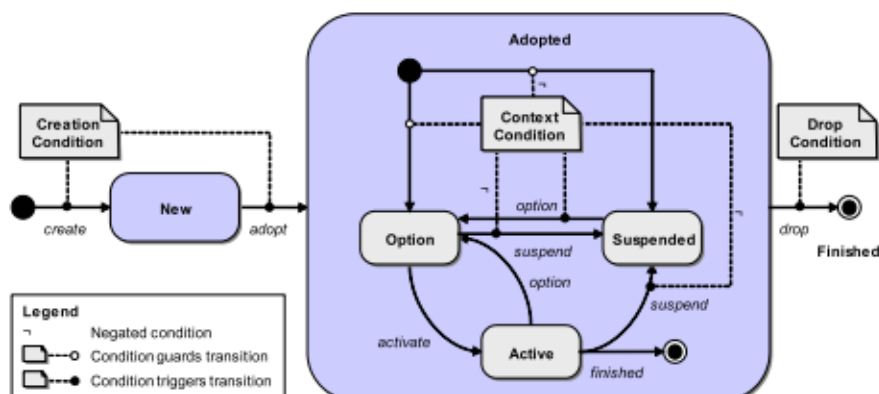 Adopted
Creation
Condition
¬
Context
Condition
Drop
Condition
New
create
adopt
¬
option
¬
Option
Suspended
suspend
drop
Finished
option
suspend
activate
Active
finished
Legend
¬ Negated condition
Condition guards transition
Condition triggers transition